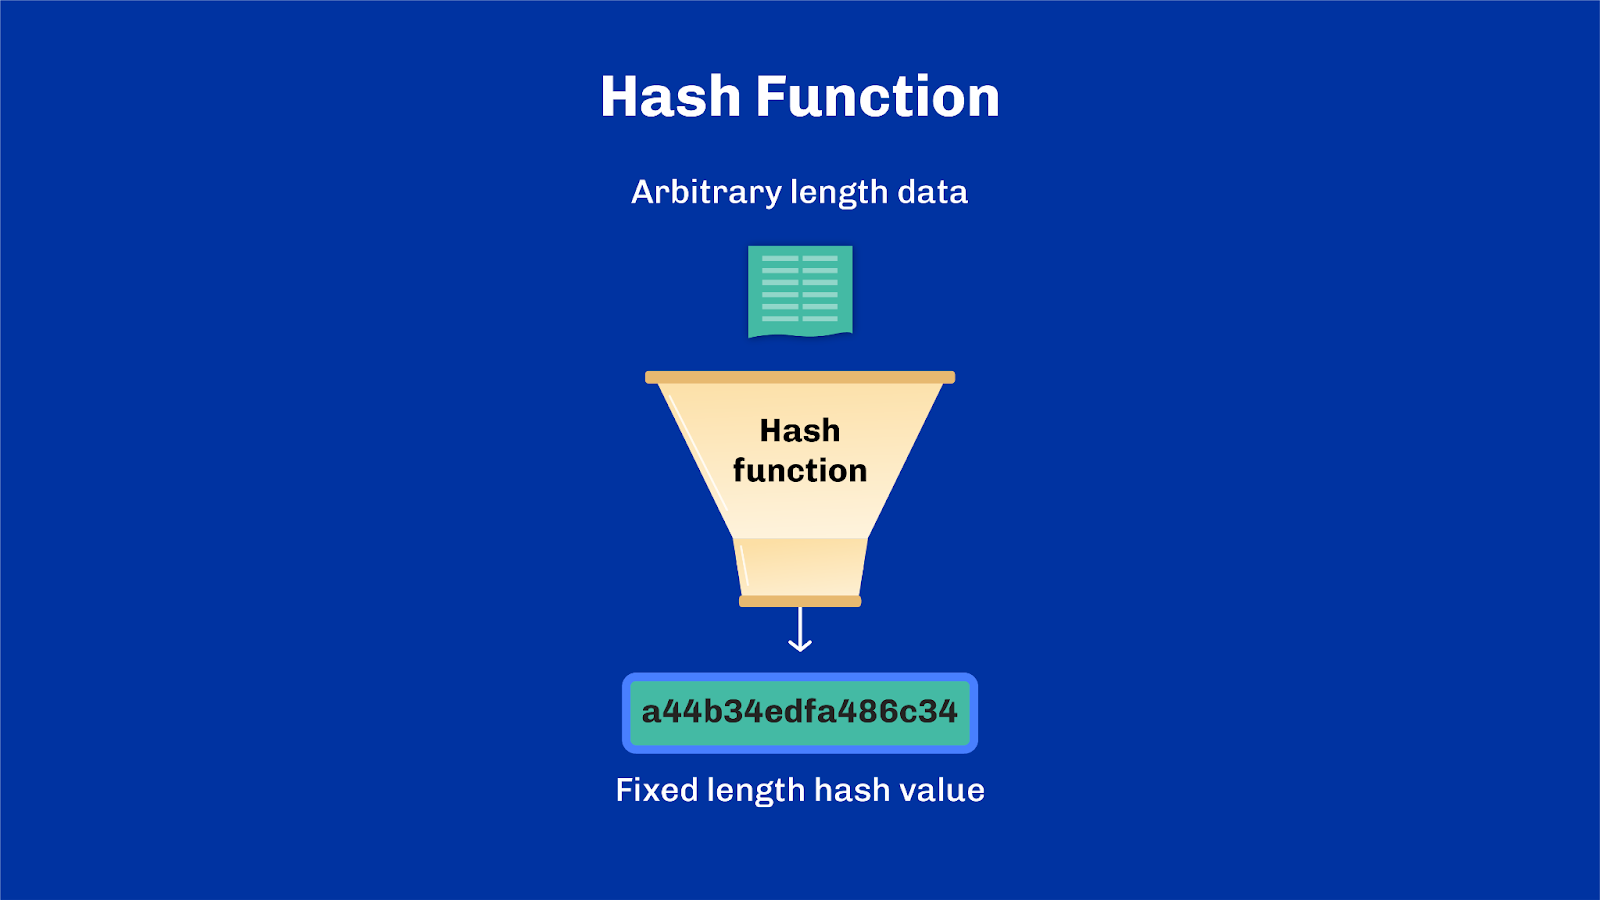 Hash Function
Arbitrary length data
Hash
function
a44b34edfa486c34
Fixed length hash value